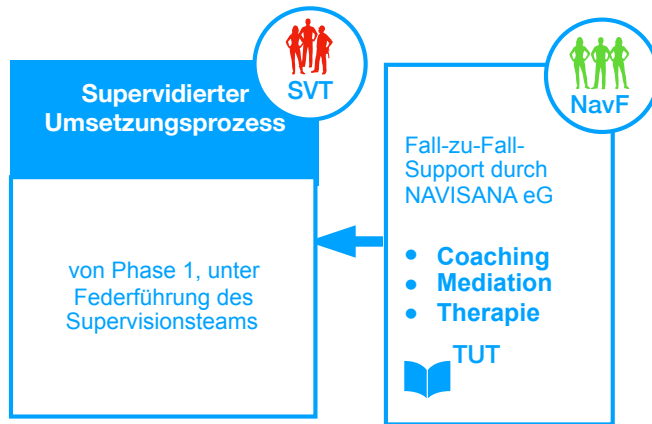 SVT
Supervidierter
Umsetzungsprozess
von Phase 1, unter
Federführung des
Supervisionsteams
NavF
Fall-zu-Fall-
Support durch
NAVISANA eG
• Coaching
• Mediation
• Therapie
TUT